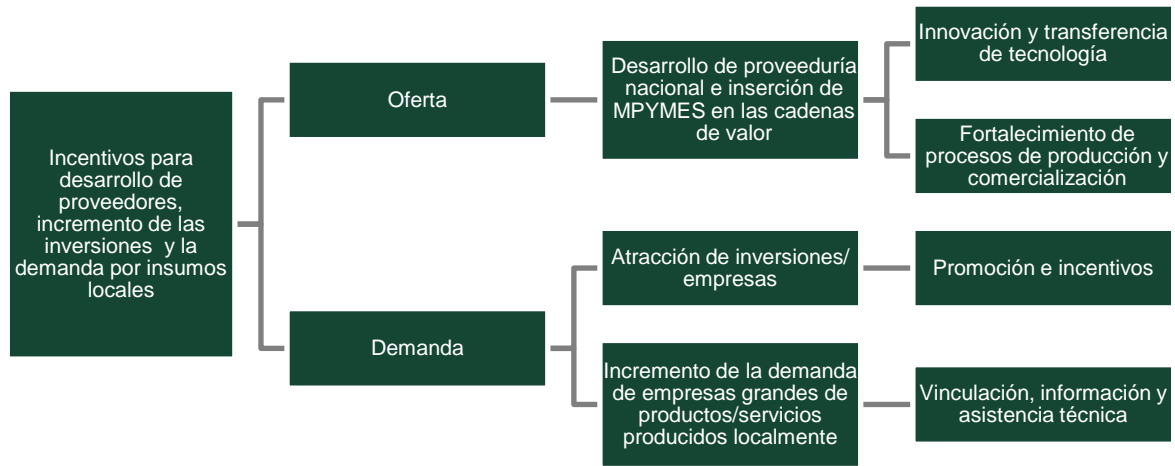 Incentivos para
desarrollo de
proveedores,
incremento de las
inversiones y la
demanda por insumos
locales
Oferta
Desarrollo de proveeduría
nacional e inserción de
MPYMES en las cadenas
de valor
Innovación y transferencia
de tecnología
Fortalecimiento de
procesos de producción y
comercialización
Demanda
Atracción de inversiones/
empresas
Promoción e incentivos
Incremento de la demanda
de empresas grandes de
productos/servicios
producidos localmente
Vinculación, información y
asistencia técnica